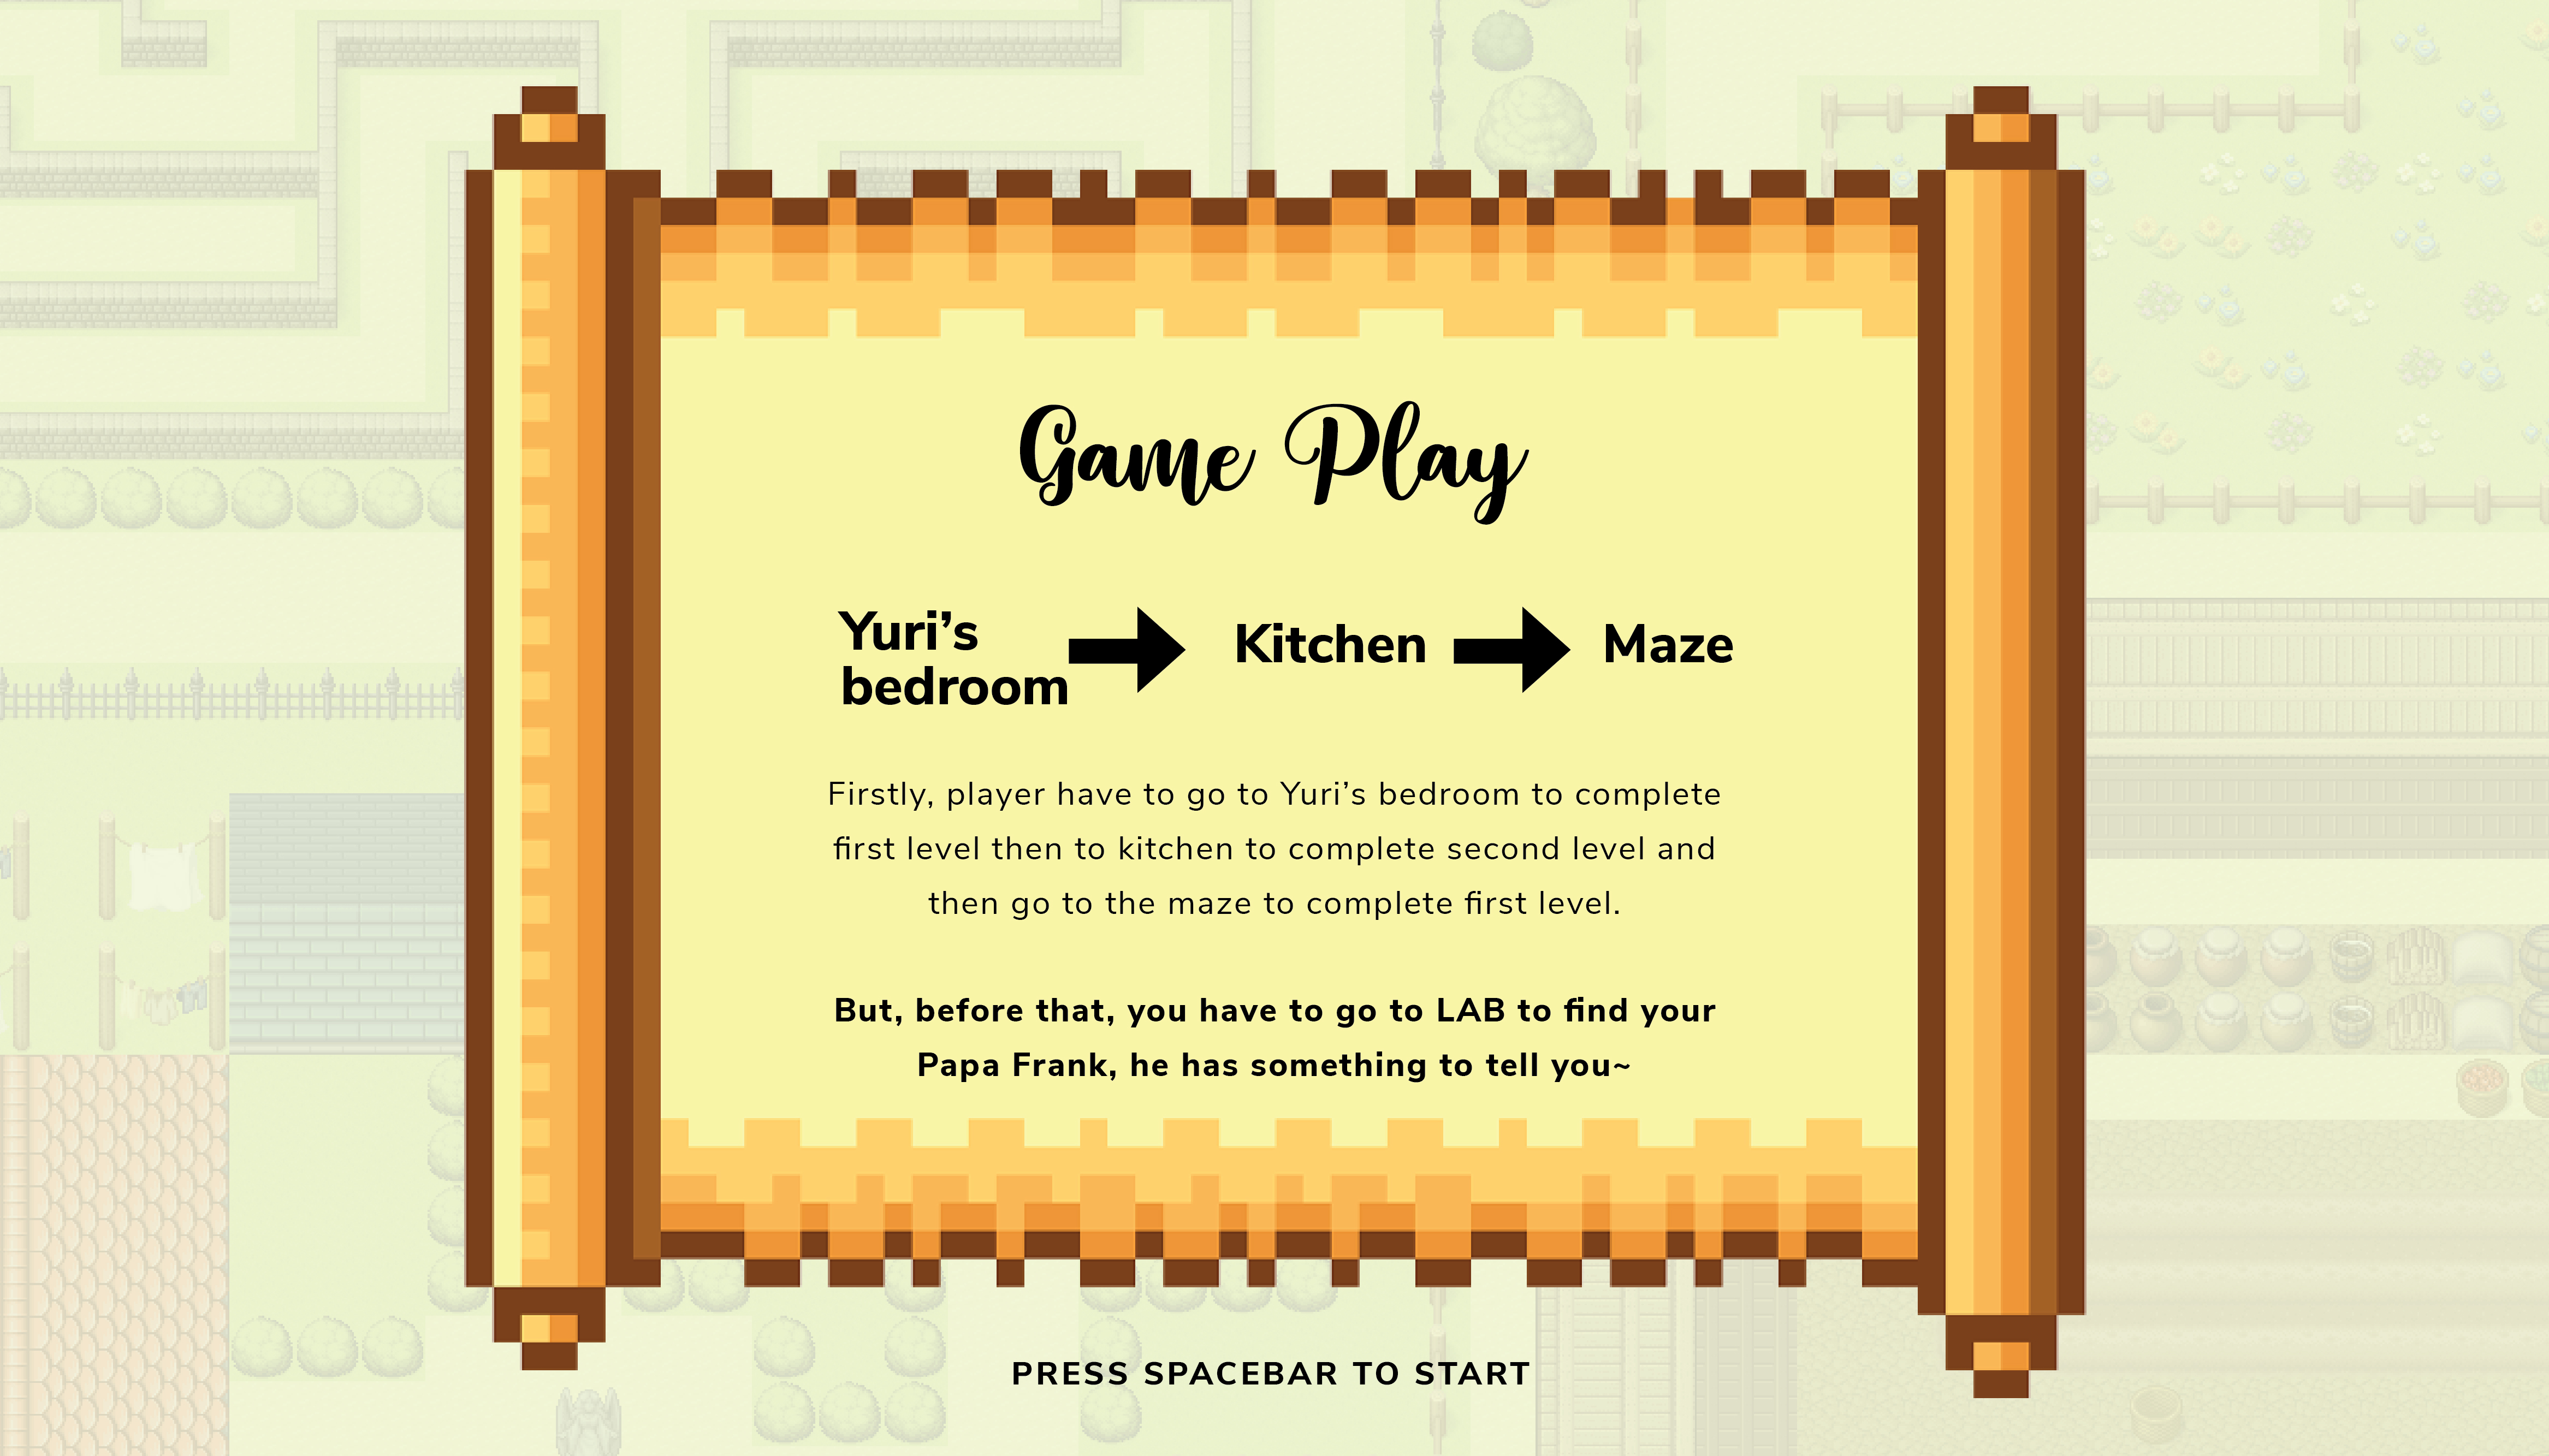 Game Play
Yuri's
bedroom
Kitchen
Maze
Firstly, player have to go to Yuri's bedroom to complete
first level then to kitchen to complete second level and
then go to the maze to complete first level.
But, before that, you have to go to LAB to find your
Papa Frank, he has something to tell you~
PRESS SPACEBAR TO START